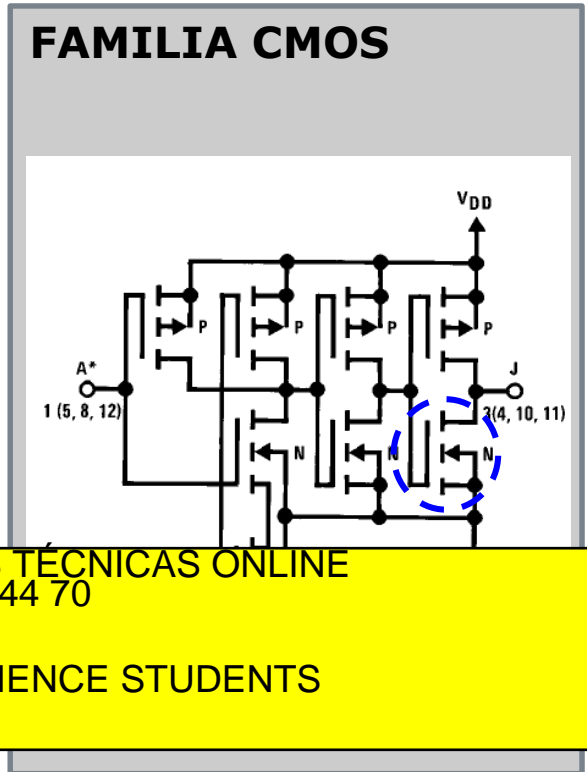 FAMILIA CMOS
VDD
P P P P
A*
J
1 (5, 8, 12)
3(4, 10, 11)
N N N
TÉCNICAS ONLINE
44 70
IENCE STUDENTS